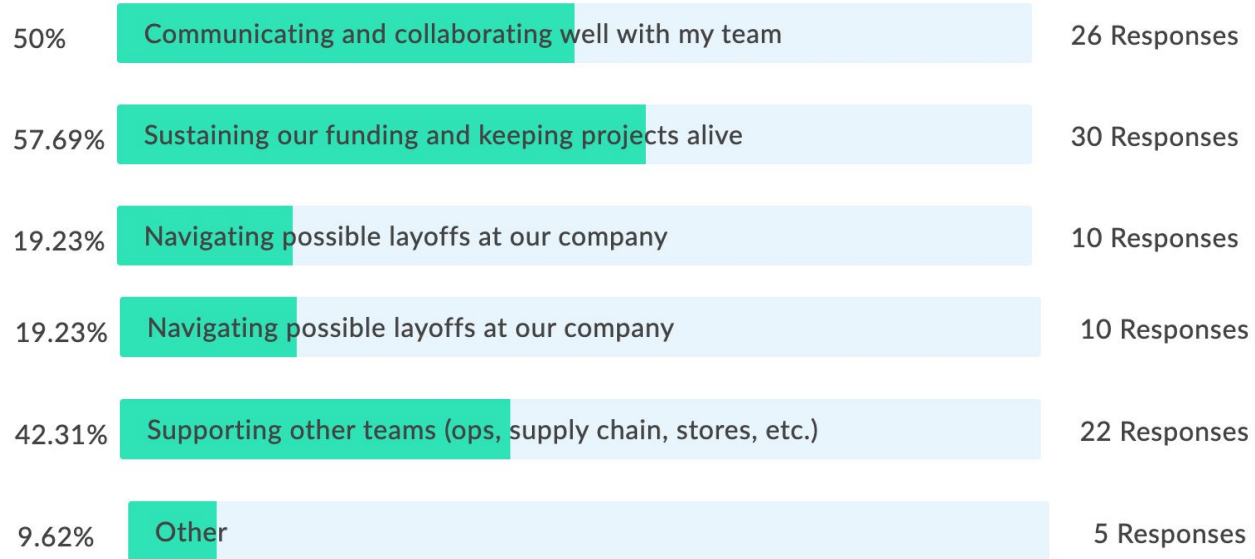 50% Communicating and collaborating well with my team 26 Responses
57.69% Sustaining our funding and keeping projects alive 30 Responses
19.23% Navigating possible layoffs at our company 10 Responses
19.23% Navigating possible layoffs at our company 10 Responses
42.31% Supporting other teams (ops, supply chain, stores, etc.) 22 Responses
9.62% Other 5 Responses